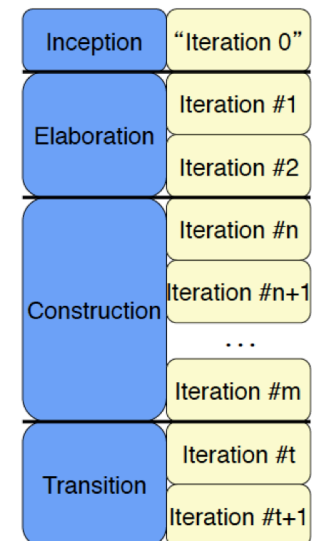 Inception
“Iteration 0”
Elaboration
Iteration #1
Iteration #2
Construction
Iteration #n
Iteration #n+1
...
Iteration #m
Transition
Iteration #t
Iteration #t+1